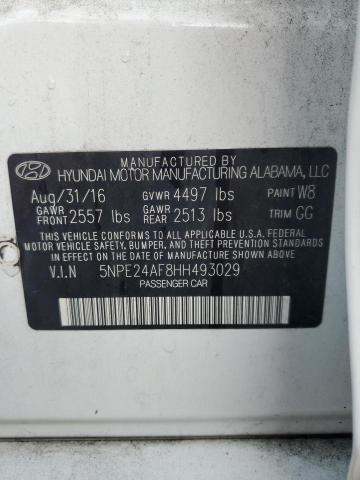 MANUFACTURED BY
HYUNDAI MOTOR MANUFACTURING ALABAMA, LLC
Aug/31/16 GVWR 4497 lbs PAINT W8
GAWR FRONT 2557 lbs GAWR REAR 2513 lbs TRIM GG
THIS VEHICLE CONFORMS TO ALL APPLICABLE U.S.A. FEDERAL
MOTOR VEHICLE SAFETY, BUMPER, AND THEFT PREVENTION
STANDARDS IN EFFECT ON THE DATE OF MANUFACTURE SHOWN ABOVE.
V.I.N 5NPE24AF8HH493029
PASSENGER CAR